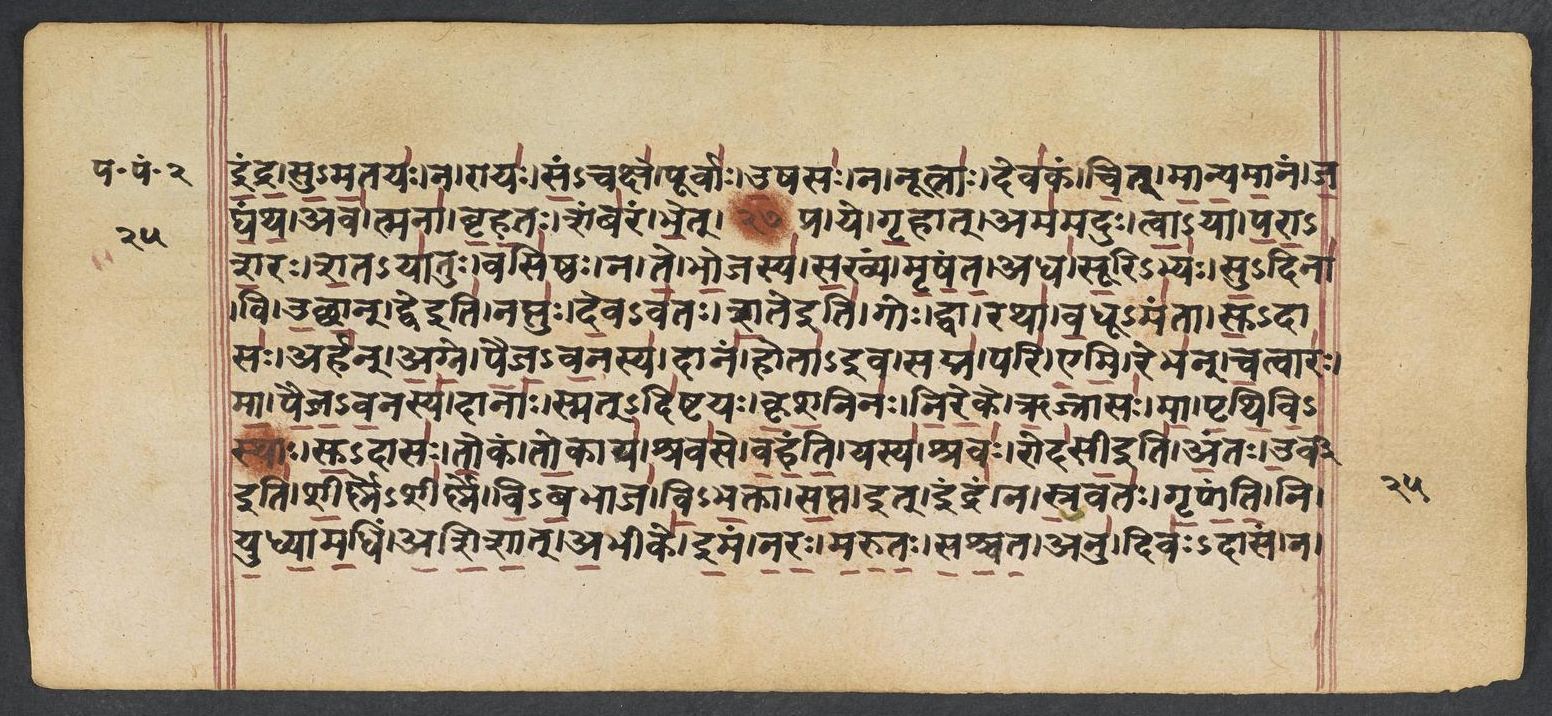 प॰ पं॰ २
इंद्र।सुऽमतयः।न।रायः।संऽचक्षे।पूर्वाः।उषसः।न।नूत्नाः।देवकं।चित्।मान्यमानं।ज
२५
घंथ।अव।त्मना।बृहतः।शंबरं।भेत्। २७ प्र।ये।गृहात्।अममदुः।त्वाऽया।पराऽ
शरः।शतऽयातुः।वसिष्ठः।न।ते।भोजस्य।सख्यं।मृषंत।अध।सूरिऽभ्यः।सुऽदिना
।वि।उच्छान्।द्वेइति।नप्तुः।देवऽवतः।शतेइति।गोः।द्वा।रथा।वधूऽमंता।सुऽदा
सः।अर्हन्।अग्ने।पैजऽवनस्य।दानं।होताऽइव।सद्म।परि।एमि।रेभन्।चत्वारः।
मा।पैजऽवनस्य।दानाः।स्मत्ऽदिष्टयः।कृशनिनः।निरेके।ऋज्रासः।मा।पृथिविऽ
स्थाः।सुऽदासः।तोकं।तोकाय।श्रवसे।वहंति।यस्य।श्रवः।रोदसीइति।अंतः।उर्वी
इति।शीर्ष्णेऽशीर्ष्णे।विऽबभाज।विऽभक्ता।सप्त।इत्।इंद्रं।न।स्रवतः।गृणंति।नि।
२५
युध्यामधिं।अशिशात्।अभीके।इमं।नरः।मरुतः।सश्चत।अनु।दिवःऽदासं।न।